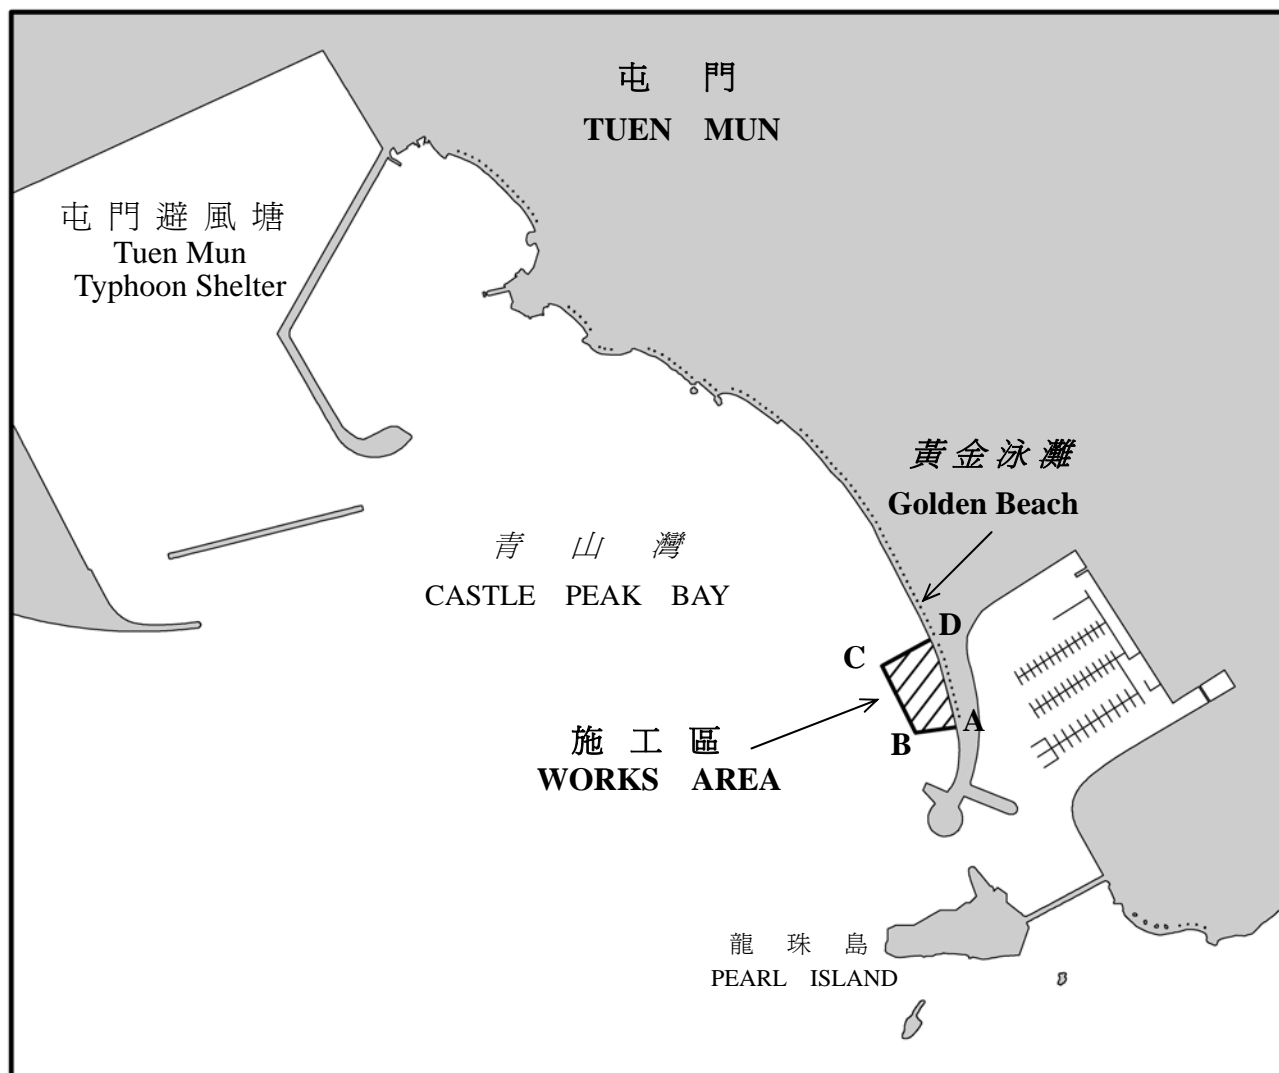 屯 門
TUEN MUN
屯 門 避 風 塘
Tuen Mun
Typhoon Shelter
黃 金 泳 灘
Golden Beach
青 山 灣
CASTLE PEAK BAY
D
C
A
B
施 工 區
WORKS AREA
龍 珠 島
PEARL ISLAND